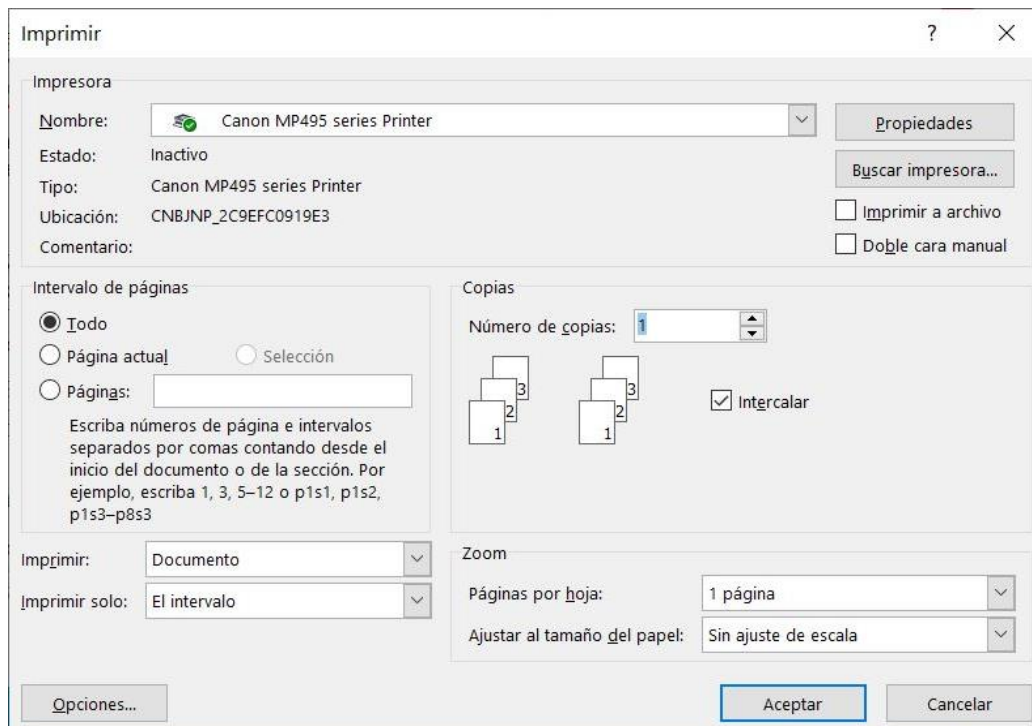 Imprimir
?
Impresora
Nombre: Canon MP495 series Printer
Propiedades
Estado: Inactivo
Buscar impresora...
Tipo: Canon MP495 series Printer
Ubicación: CNBJNP_2C9EFC0919E3
Imprimir a archivo
Comentario:
Doble cara manual
Intervalo de páginas
Todo
Página actual Selección
Páginas:
Escriba números de página e intervalos
separados por comas contando desde el
inicio del documento o de la sección. Por
ejemplo, escriba 1, 3, 5–12 o p1s1, p1s2,
p1s3–p8s3
Copias
Número de copias: 1
3 3
2 2
1 1
Intercalar
Imprimir: Documento
Imprimir solo: El intervalo
Zoom
Páginas por hoja: 1 página
Ajustar al tamaño del papel: Sin ajuste de escala
Opciones...
Aceptar
Cancelar